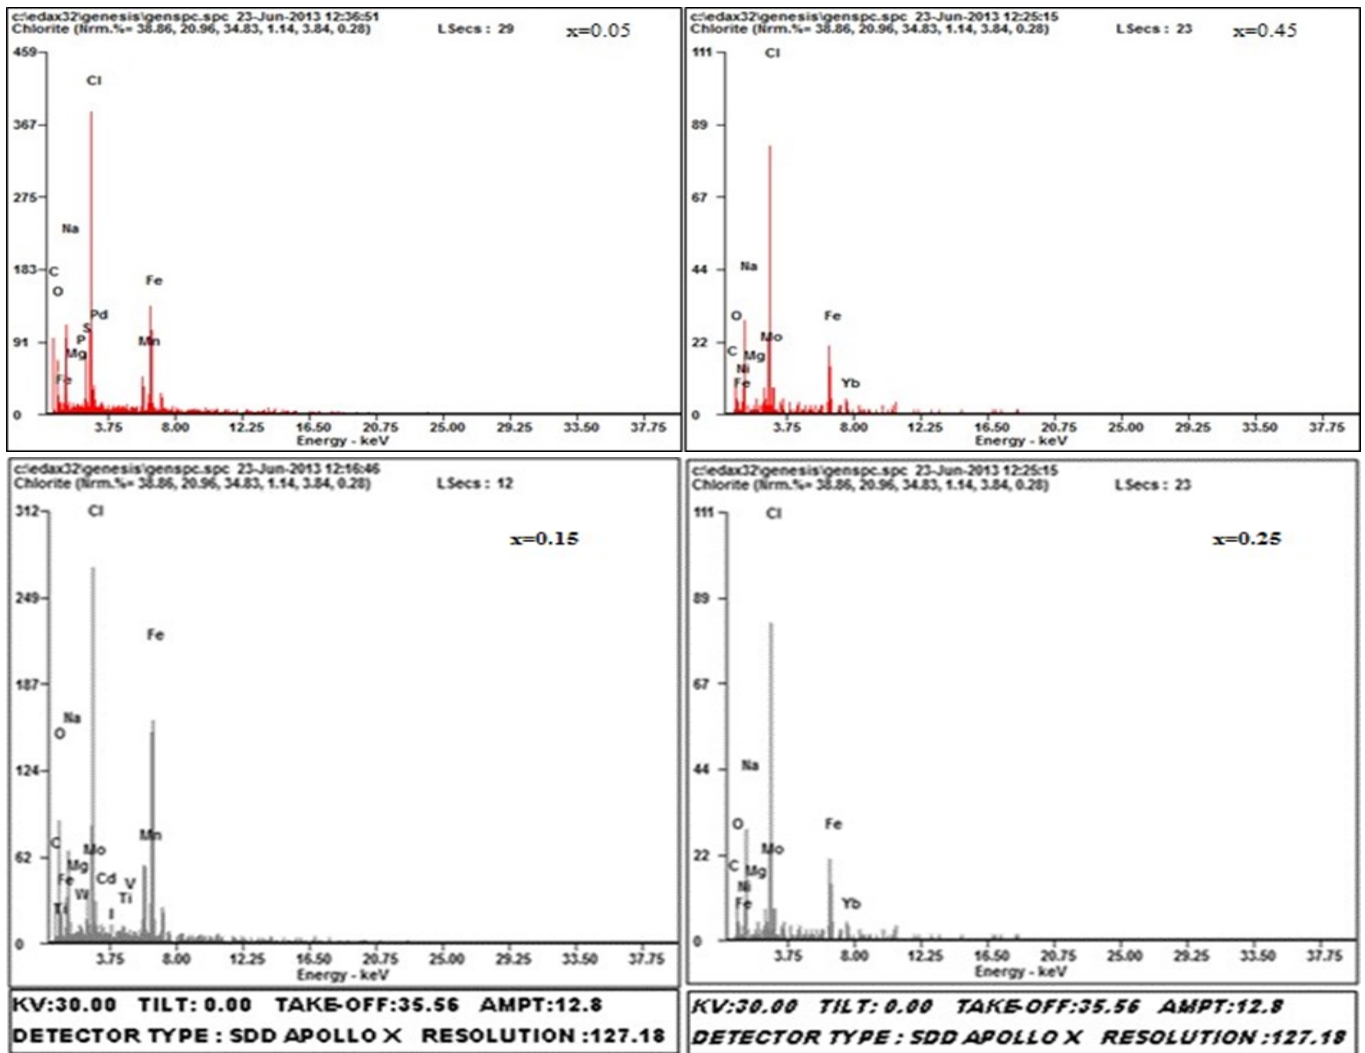 c:\edax32\genesis\genspc.spc 23-Jun-2013 12:36:51
Chlorite (Nrm.%= 38.86, 20.96, 34.83, 1.14, 3.84, 0.28)
LSecs : 29
x=0.05
459
367
275
183
91
0
Cl
Na
C
O
Fe
Pd
S
P
Mn
Mg
Fe
3.75 8.00 12.25 16.50 20.75 25.00 29.25 33.50 37.75
Energy - keV
c:\edax32\genesis\genspc.spc 23-Jun-2013 12:25:15
Chlorite (Nrm.%= 38.86, 20.96, 34.83, 1.14, 3.84, 0.28)
LSecs : 23
x=0.45
111
89
67
44
22
0
Cl
Na
O
Fe
Mo
C
Mg
Ni
Fe
Yb
3.75 8.00 12.25 16.50 20.75 25.00 29.25 33.50 37.75
Energy - keV
c:\edax32\genesis\genspc.spc 23-Jun-2013 12:16:46
Chlorite (Nrm.%= 38.86, 20.96, 34.83, 1.14, 3.84, 0.28)
LSecs : 12
x=0.15
312
249
187
124
62
0
Cl
Fe
Na
O
Mn
C
Mo
Mg
Fe
Cd
V
W
Ti
Ti
I
3.75 8.00 12.25 16.50 20.75 25.00 29.25 33.50 37.75
Energy - keV
c:\edax32\genesis\genspc.spc 23-Jun-2013 12:25:15
Chlorite (Nrm.%= 38.86, 20.96, 34.83, 1.14, 3.84, 0.28)
LSecs : 23
x=0.25
111
89
67
44
22
0
Cl
Na
O
Fe
Mo
C
Mg
Ni
Fe
Yb
3.75 8.00 12.25 16.50 20.75 25.00 29.25 33.50 37.75
Energy - keV
KV:30.00 TILT: 0.00 TAKE-OFF:35.56 AMPT:12.8
DETECTOR TYPE : SDD APOLLO X RESOLUTION :127.18
KV:30.00 TILT: 0.00 TAKE-OFF:35.56 AMPT:12.8
DETECTOR TYPE : SDD APOLLO X RESOLUTION :127.18